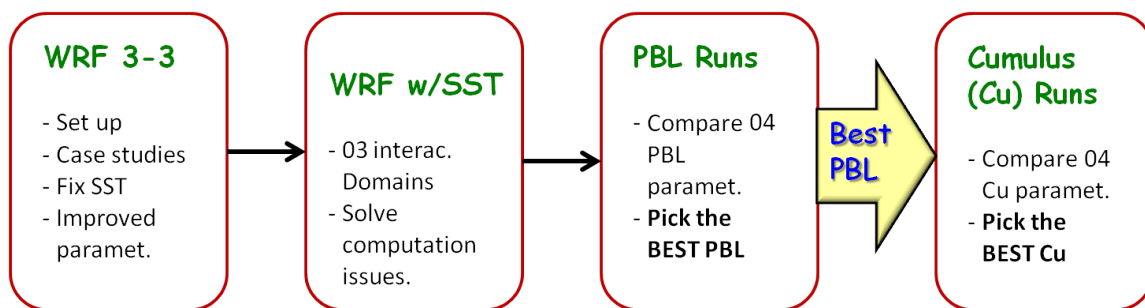 WRF 3-3
- Set up
- Case studies
- Fix SST
- Improved
paramet.
WRF w/SST
- 03 interac.
Domains
- Solve
computation
issues.
PBL Runs
- Compare 04
PBL
paramet.
- Pick the
BEST PBL
Best
PBL
Cumulus
(Cu) Runs
- Compare 04
Cu paramet.
- Pick the
BEST Cu